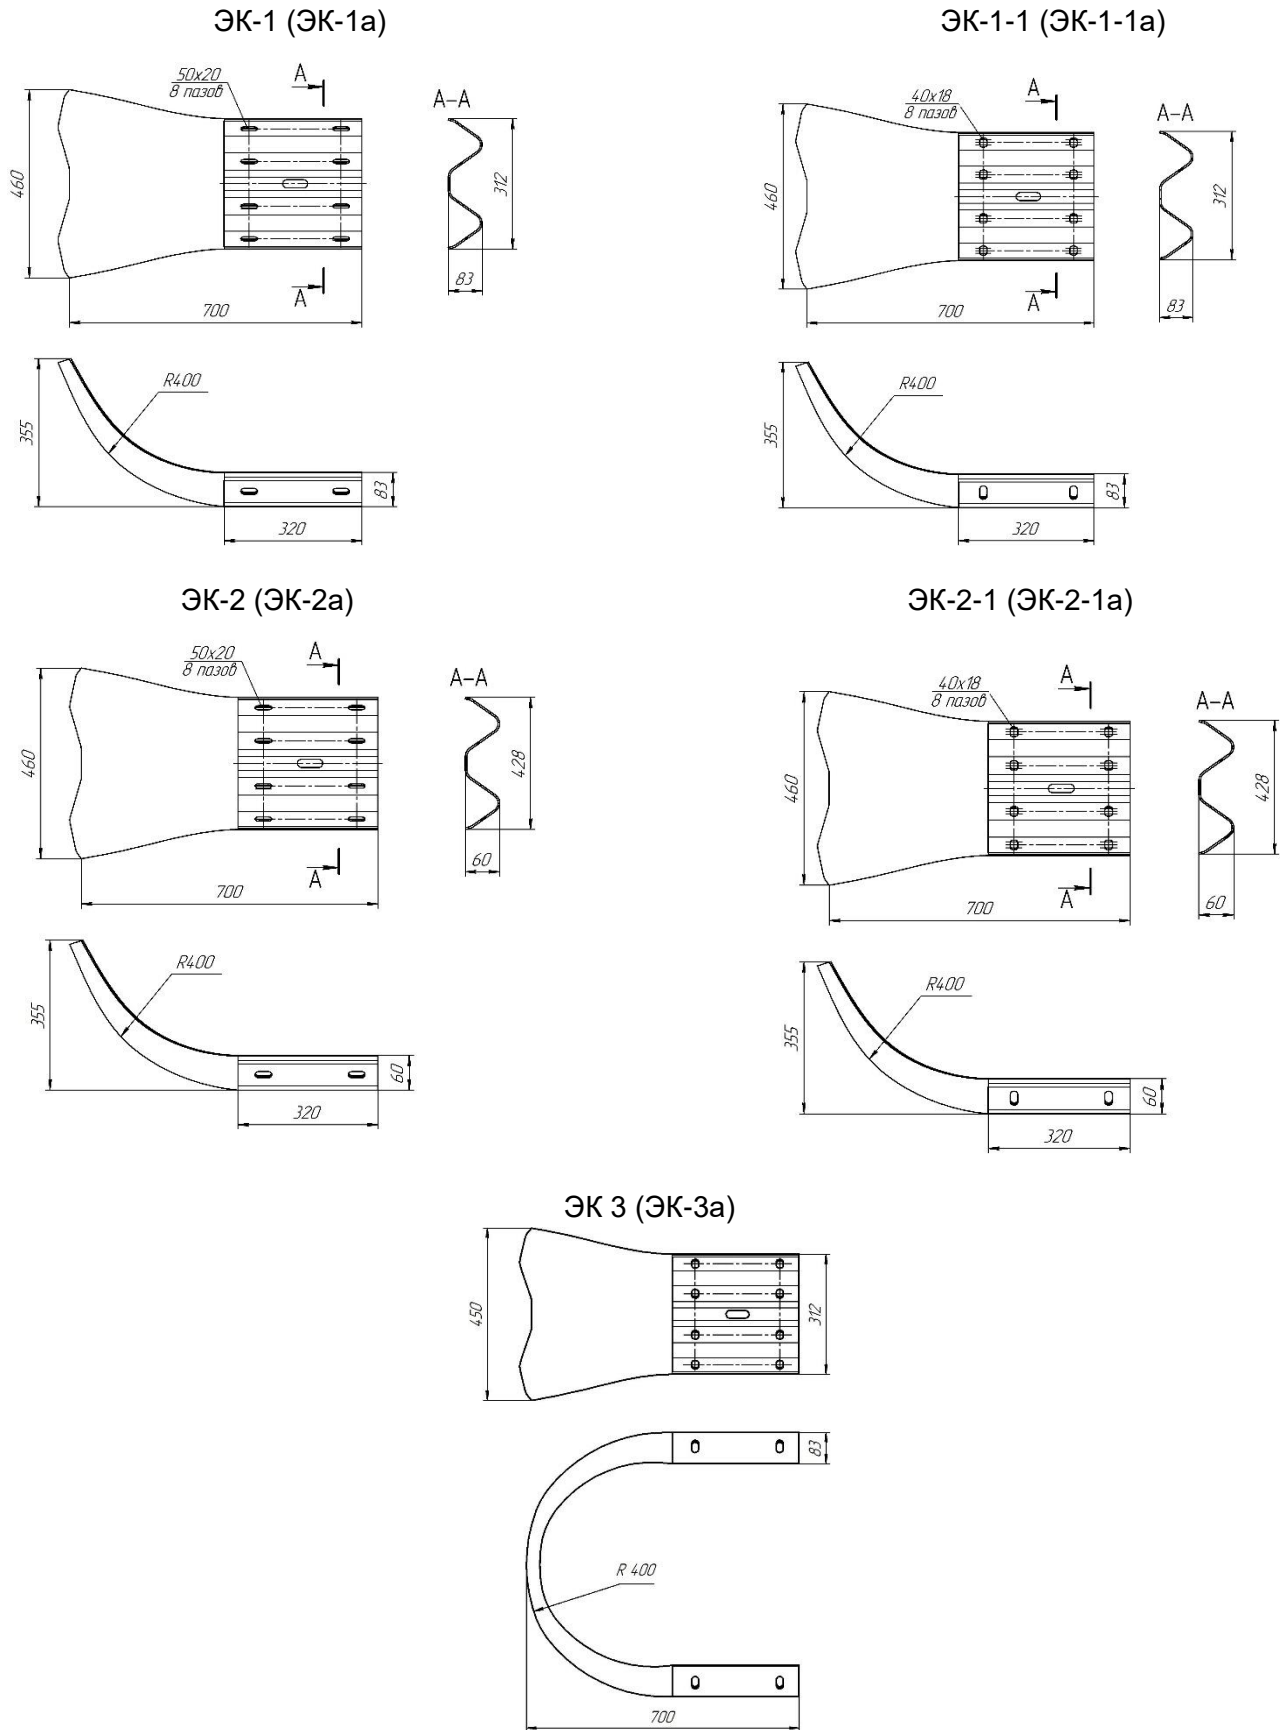 ЭК-1 (ЭК-1а)
50х20
8 пазов
А
А–А
460
312
83
А
700
355
R400
83
320
ЭК-1-1 (ЭК-1-1а)
40х18
8 пазов
А
А–А
460
312
83
А
700
355
R400
83
320
ЭК-2 (ЭК-2а)
50х20
8 пазов
А
А–А
460
428
60
А
700
355
R400
60
320
ЭК-2-1 (ЭК-2-1а)
40х18
8 пазов
А
А–А
460
428
60
А
700
355
R400
60
320
ЭК 3 (ЭК-3а)
450
312
83
R 400
700